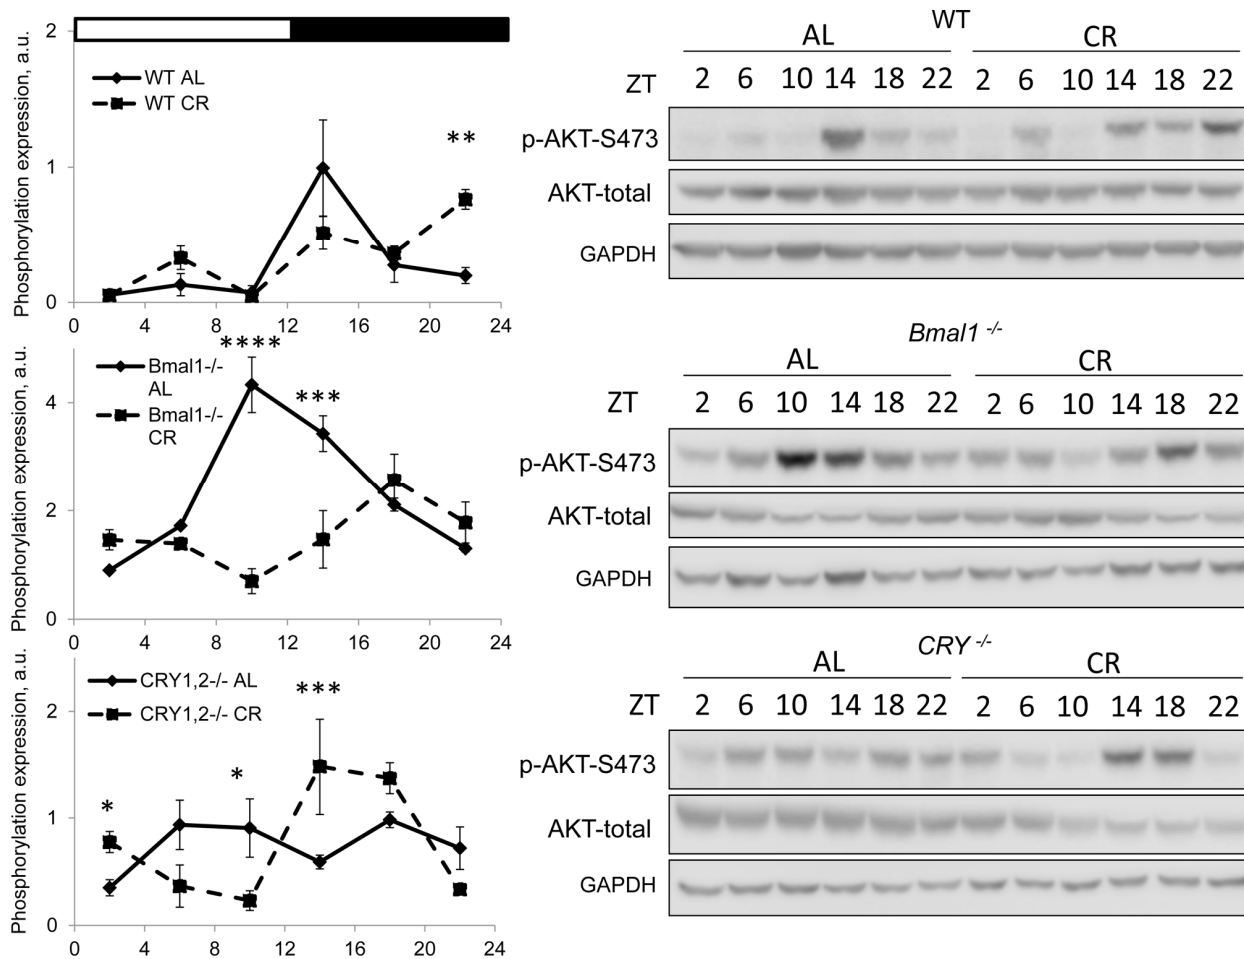 Phosphorylation expression, a.u.
2
1
0
WT AL
WT CR
**
0 4 8 12 16 20 24
WT
AL CR
ZT 2 6 10 14 18 22 2 6 10 14 18 22
p-AKT-S473
AKT-total
GAPDH
Phosphorylation expression, a.u.
4
2
0
Bmal1-/-
AL
Bmal1-/-
CR
****
***
0 4 8 12 16 20 24
Bmal1 -/-
AL CR
ZT 2 6 10 14 18 22 2 6 10 14 18 22
p-AKT-S473
AKT-total
GAPDH
Phosphorylation expression, a.u.
2
1
0
CRY1,2-/- AL
CRY1,2-/- CR
*
*
***
0 4 8 12 16 20 24
CRY -/-
AL CR
ZT 2 6 10 14 18 22 2 6 10 14 18 22
p-AKT-S473
AKT-total
GAPDH